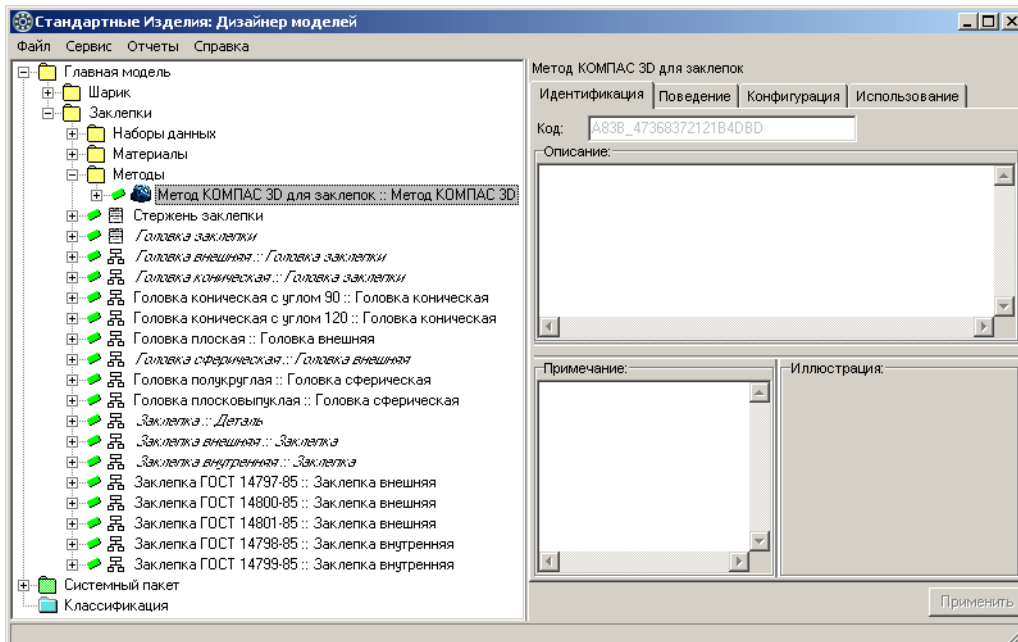 Стандартные Изделия: Дизайнер моделей
Файл Сервис Отчеты Справка
Главная модель
Шарик
Заклепки
Наборы данных
Материалы
Методы
Метод КОМПАС 3D для заклепок :: Метод КОМПАС 3D
Стержень заклепки
Головка заклепки
Головка внешняя :: Головка заклепки
Головка коническая :: Головка заклепки
Головка коническая с углом 90 :: Головка коническая
Головка коническая с углом 120 :: Головка коническая
Головка плоская :: Головка внешняя
Головка сферическая :: Головка внешняя
Головка полукруглая :: Головка сферическая
Головка плосковыпуклая :: Головка сферическая
Заклепка :: Деталь
Заклепка внешняя :: Заклепка
Заклепка внутренняя :: Заклепка
Заклепка ГОСТ 14797-85 :: Заклепка внешняя
Заклепка ГОСТ 14800-85 :: Заклепка внешняя
Заклепка ГОСТ 14801-85 :: Заклепка внешняя
Заклепка ГОСТ 14798-85 :: Заклепка внутренняя
Заклепка ГОСТ 14799-85 :: Заклепка внутренняя
Системный пакет
Классификация
Метод КОМПАС 3D для заклепок
Идентификация Поведение Конфигурация Использование
Код: A83B_47368372121B4DBD
Описание:
Примечание:
Иллюстрация:
Применить